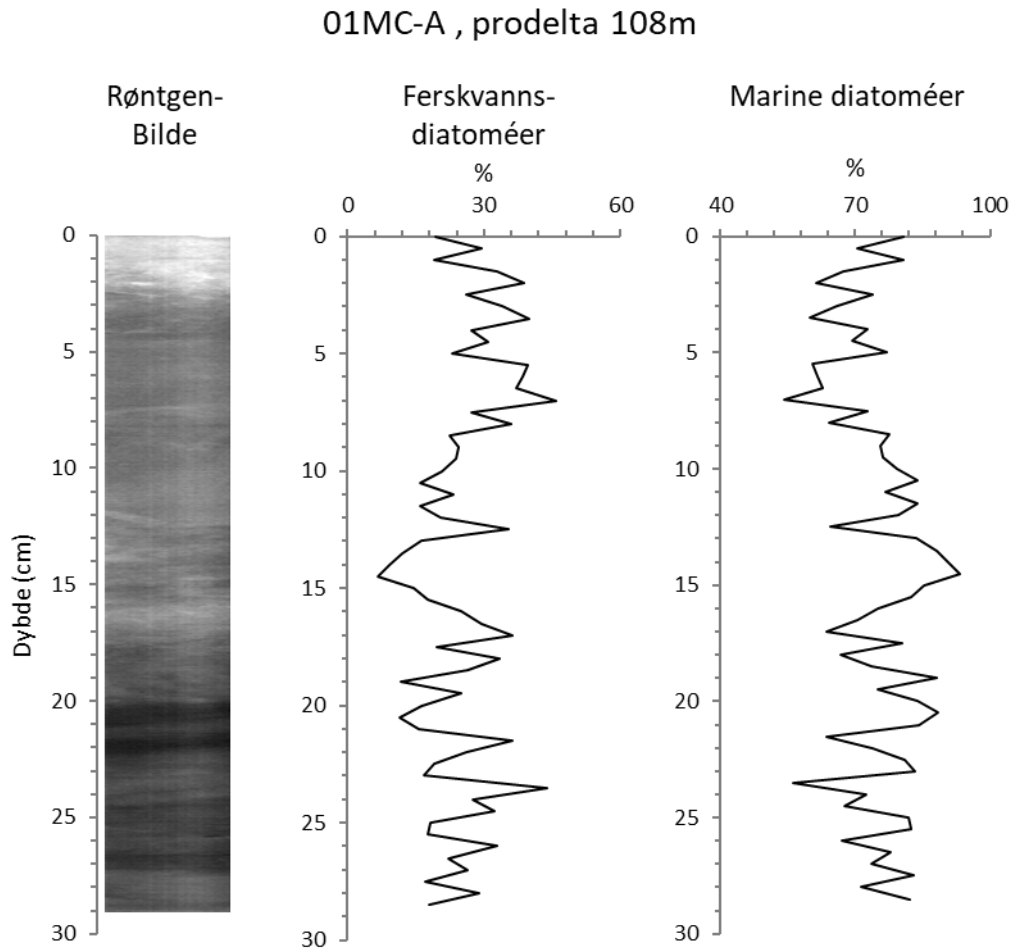 01MC-A , prodelta 108m
Røntgen-
Bilde
Ferskvanns-
diatoméer
%
Marine diatoméer
%
0 30 60
40 70 100
Dybde (cm)
0
5
10
15
20
25
30
0
5
10
15
20
25
30
0
5
10
15
20
25
30